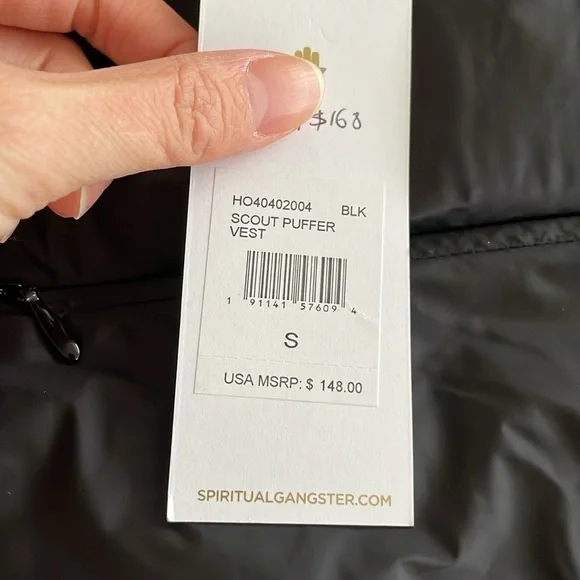 $168
HO40402004 BLK
SCOUT PUFFER
VEST
1 91141 57609 4
S
USA MSRP: $ 148.00
SPIRITUALGANGSTER.COM